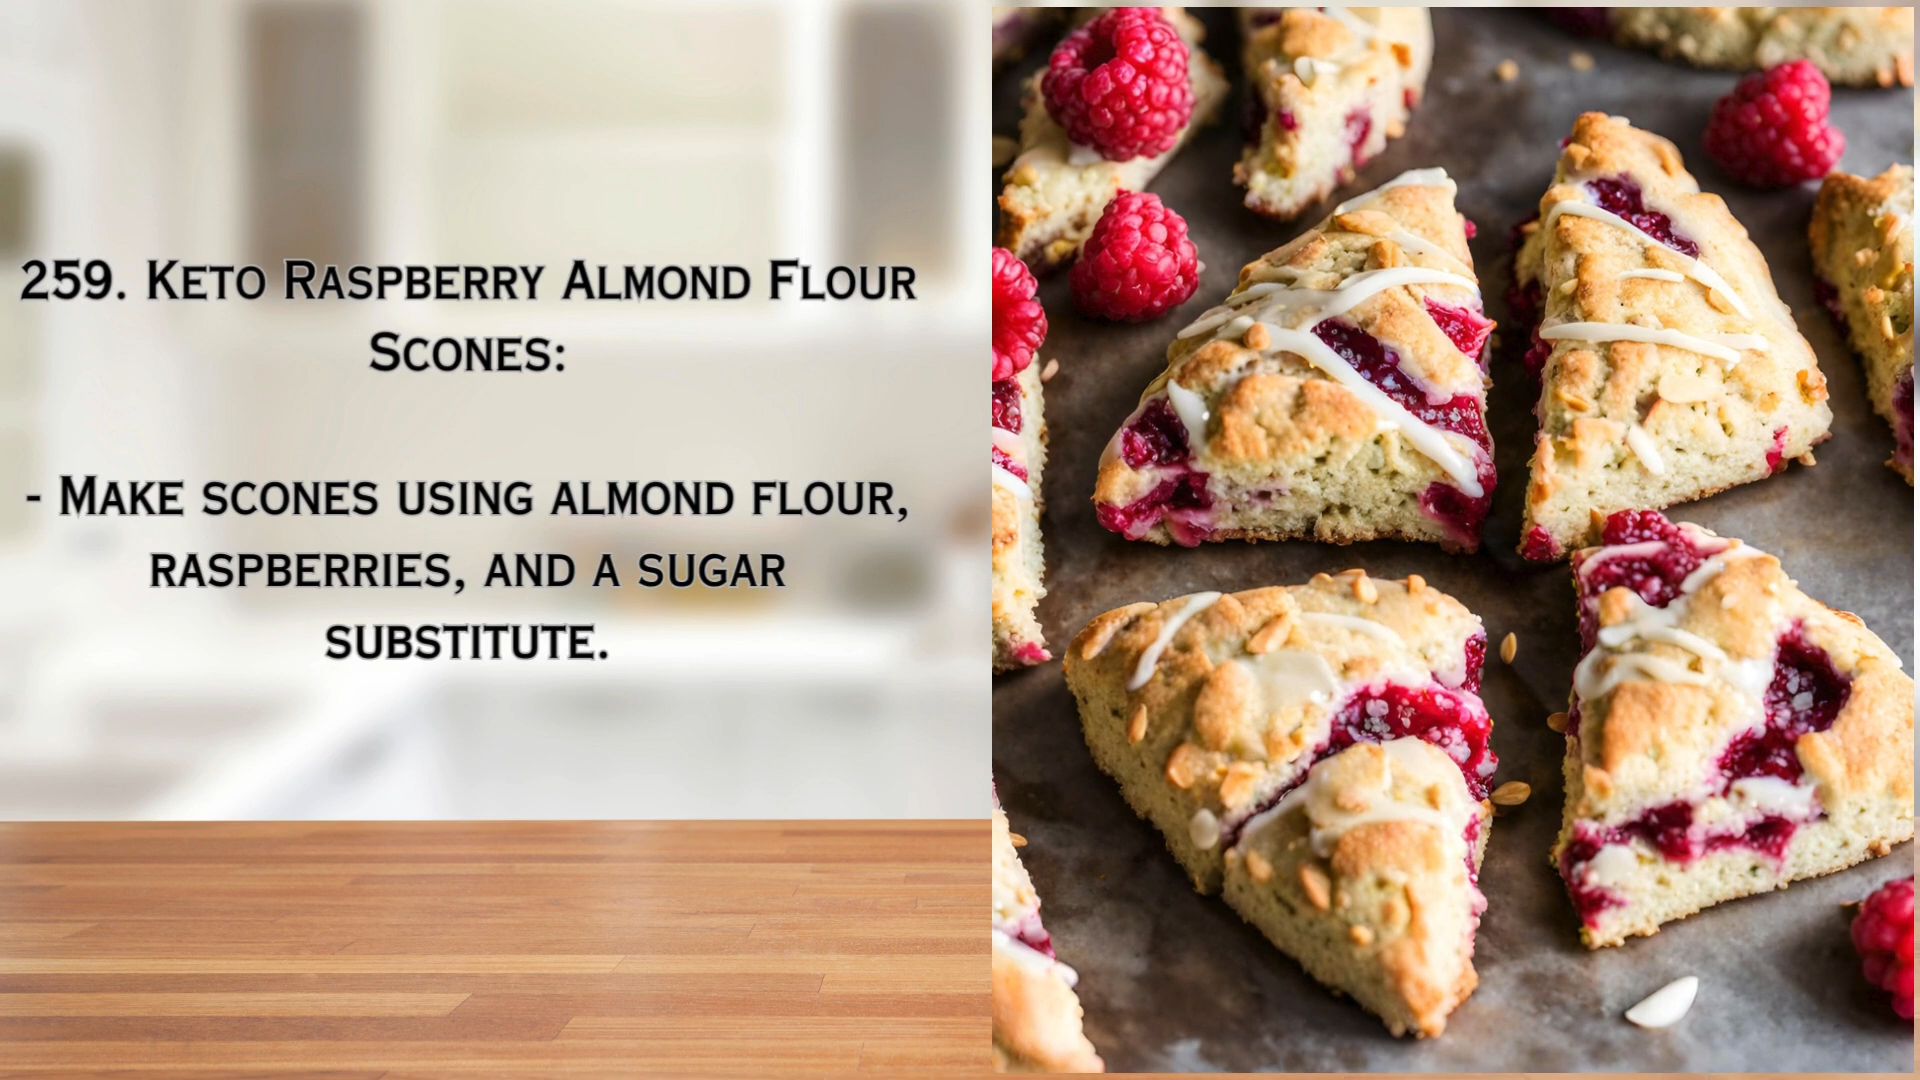 259. Keto Raspberry Almond Flour
Scones:
- Make scones using almond flour,
raspberries, and a sugar
substitute.